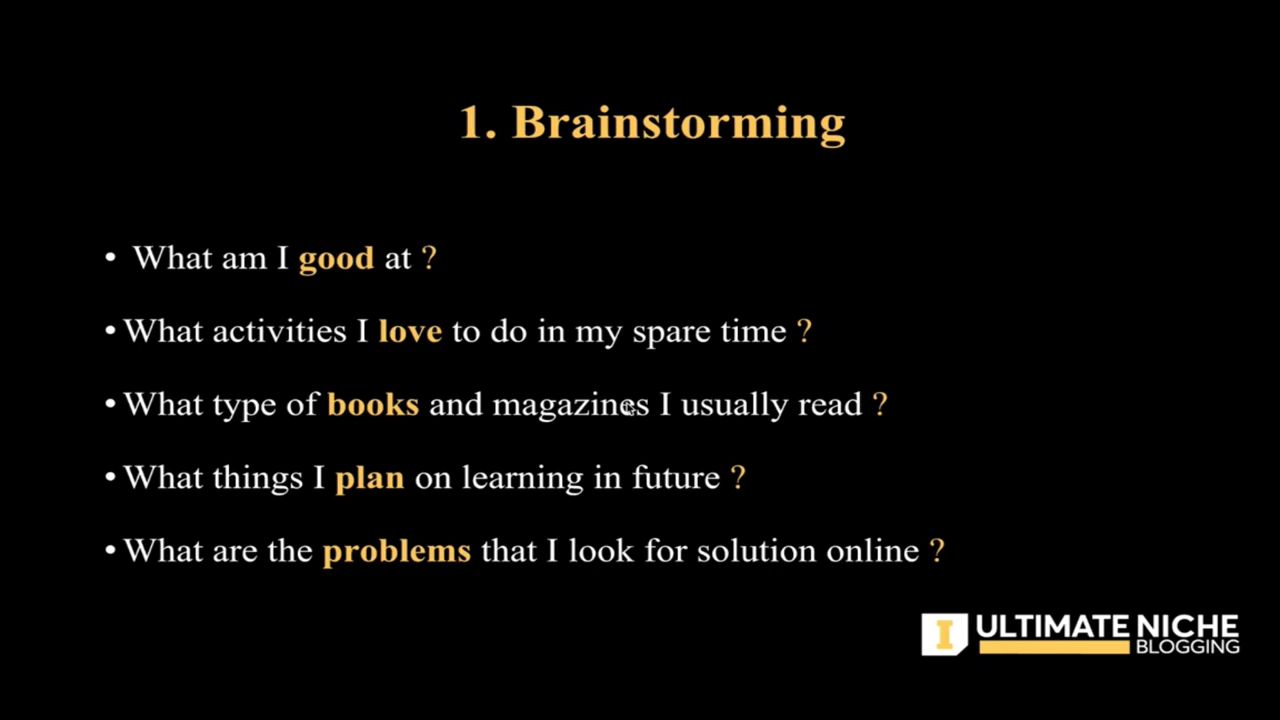 1. Brainstorming
• What am I good at ?
• What activities I love to do in my spare time ?
• What type of books and magazines I usually read ?
• What things I plan on learning in future ?
• What are the problems that I look for solution online ?
I ULTIMATE NICHE
BLOGGING